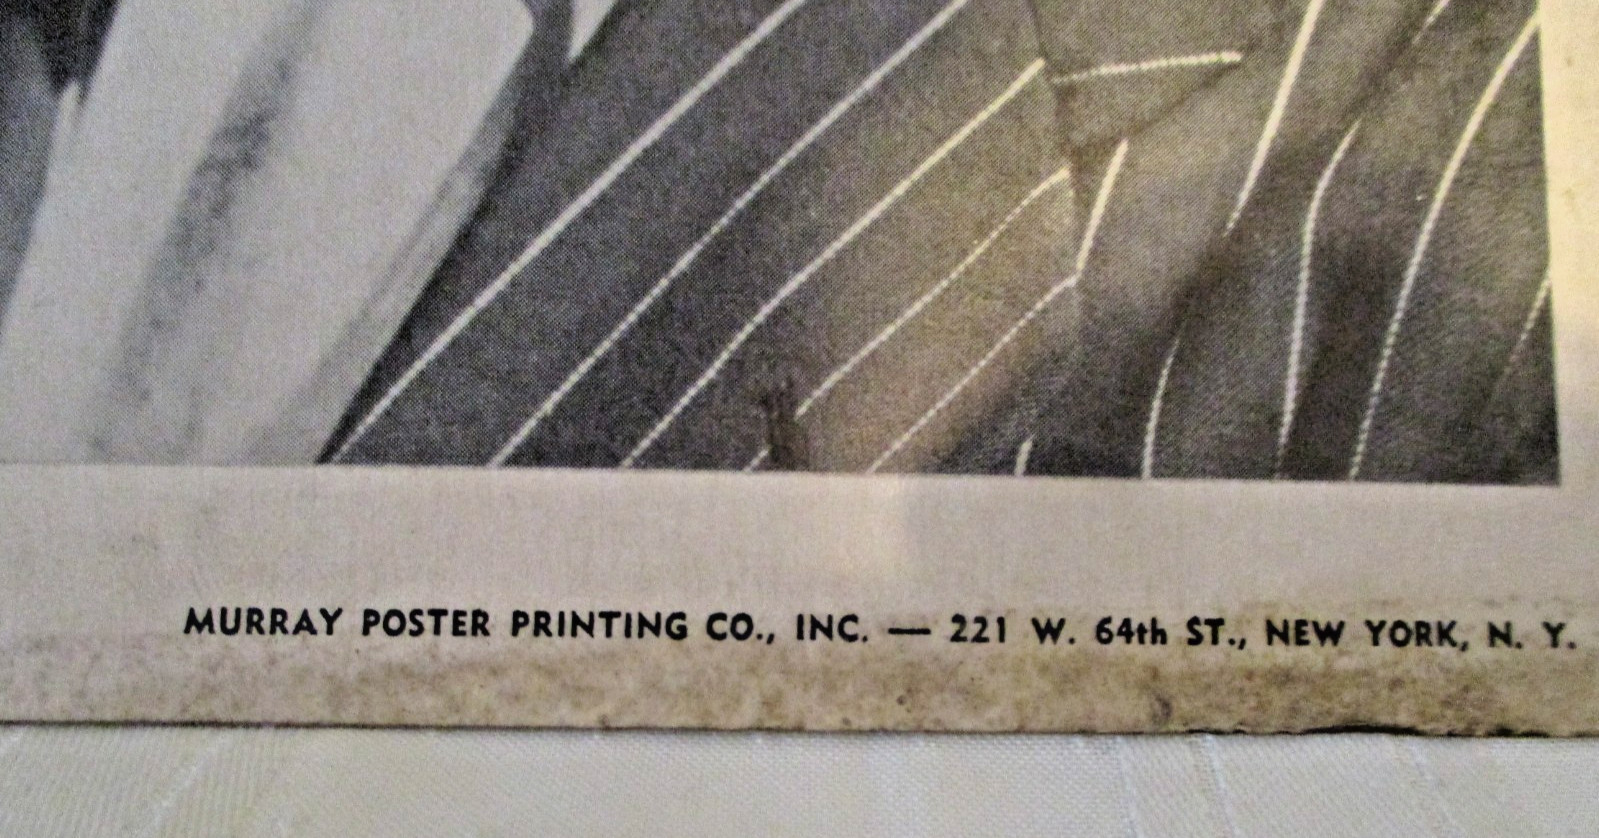 MURRAY POSTER PRINTING CO., INC. — 221 W. 64th ST., NEW YORK, N. Y.